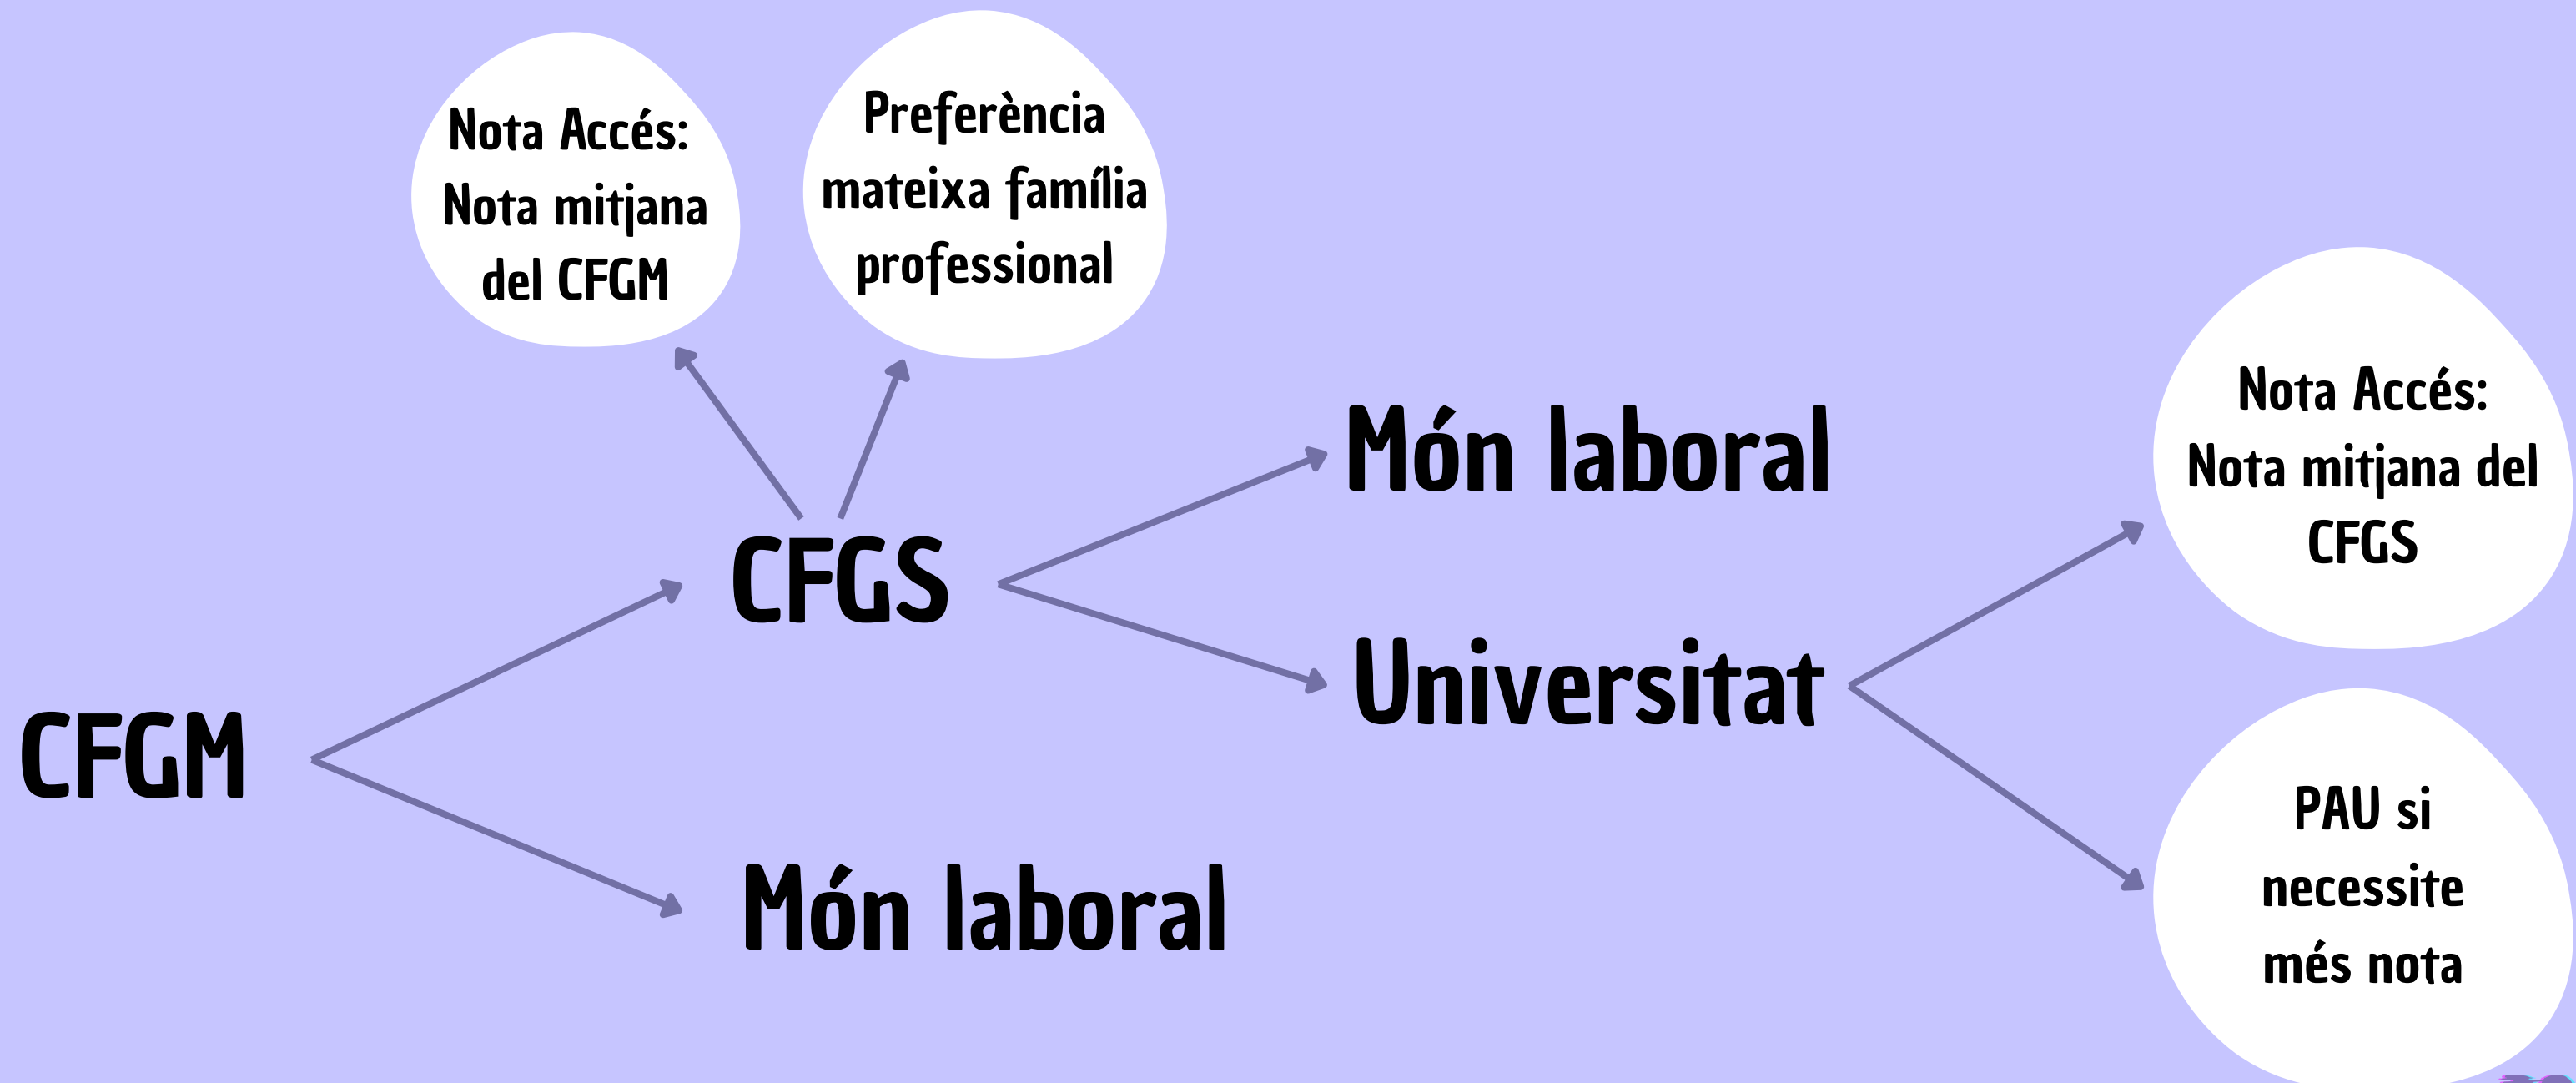 Nota Accés:
Nota mitjana
del CFGM
Preferència
mateixa família
professional
Món laboral
CFGS
Universitat
CFGM
Món laboral
Nota Accés:
Nota mitjana del
CFGS
PAU si
necessite
més nota